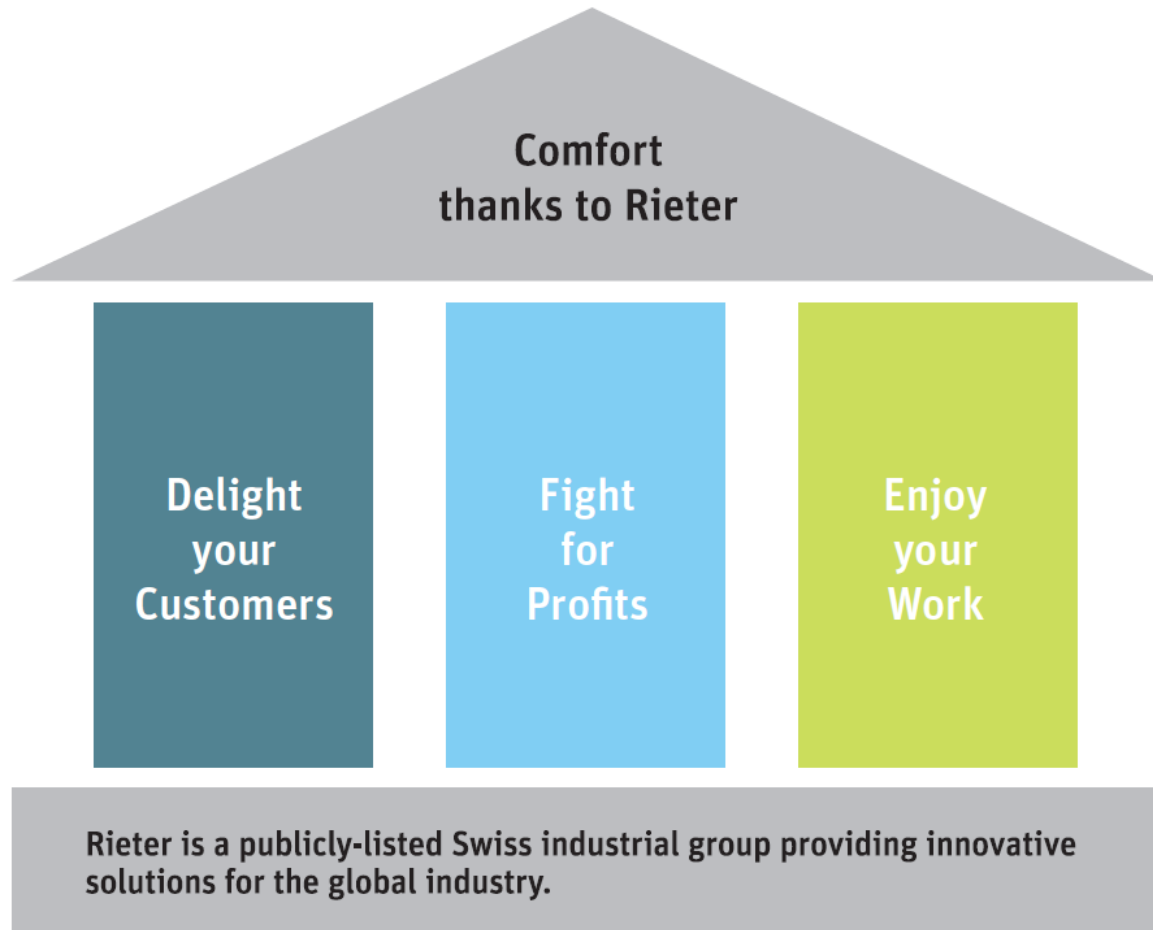 Comfort
thanks to Rieter
Delight
your
Customers
Fight
for
Profits
Enjoy
your
Work
Rieter is a publicly-listed Swiss industrial group providing innovative
solutions for the global industry.